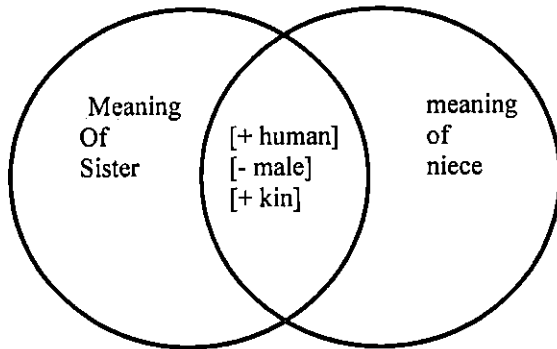 Meaning
Of
Sister
[+ human]
[- male]
[+ kin]
meaning
of
niece